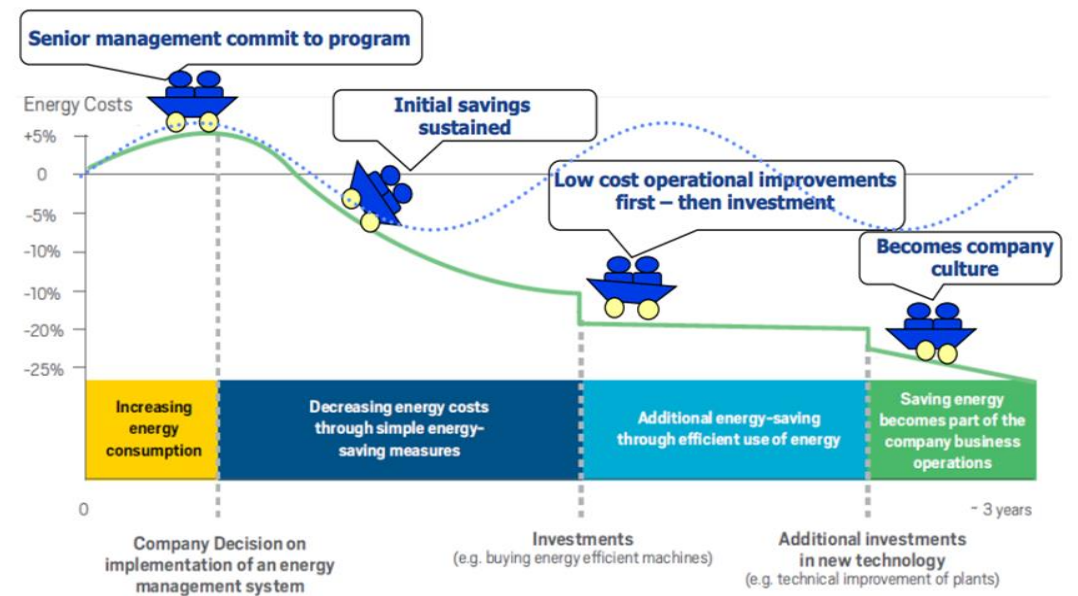 Senior management commit to program
Energy Costs
Initial savings
sustained
Low cost operational improvements
first – then investment
Becomes company
culture
+5%
0
-5%
-10%
-10%
-20%
-25%
Increasing
energy
consumption
Decreasing energy costs
through simple energy-
saving measures
Additional energy-saving
through efficient use of energy
Saving energy
becomes part of the
company business
operations
0
~ 3 years
Company Decision on
implementation of an energy
management system
Investments
(e.g. buying energy efficient machines)
Additional investments
in new technology
(e.g. technical improvement of plants)